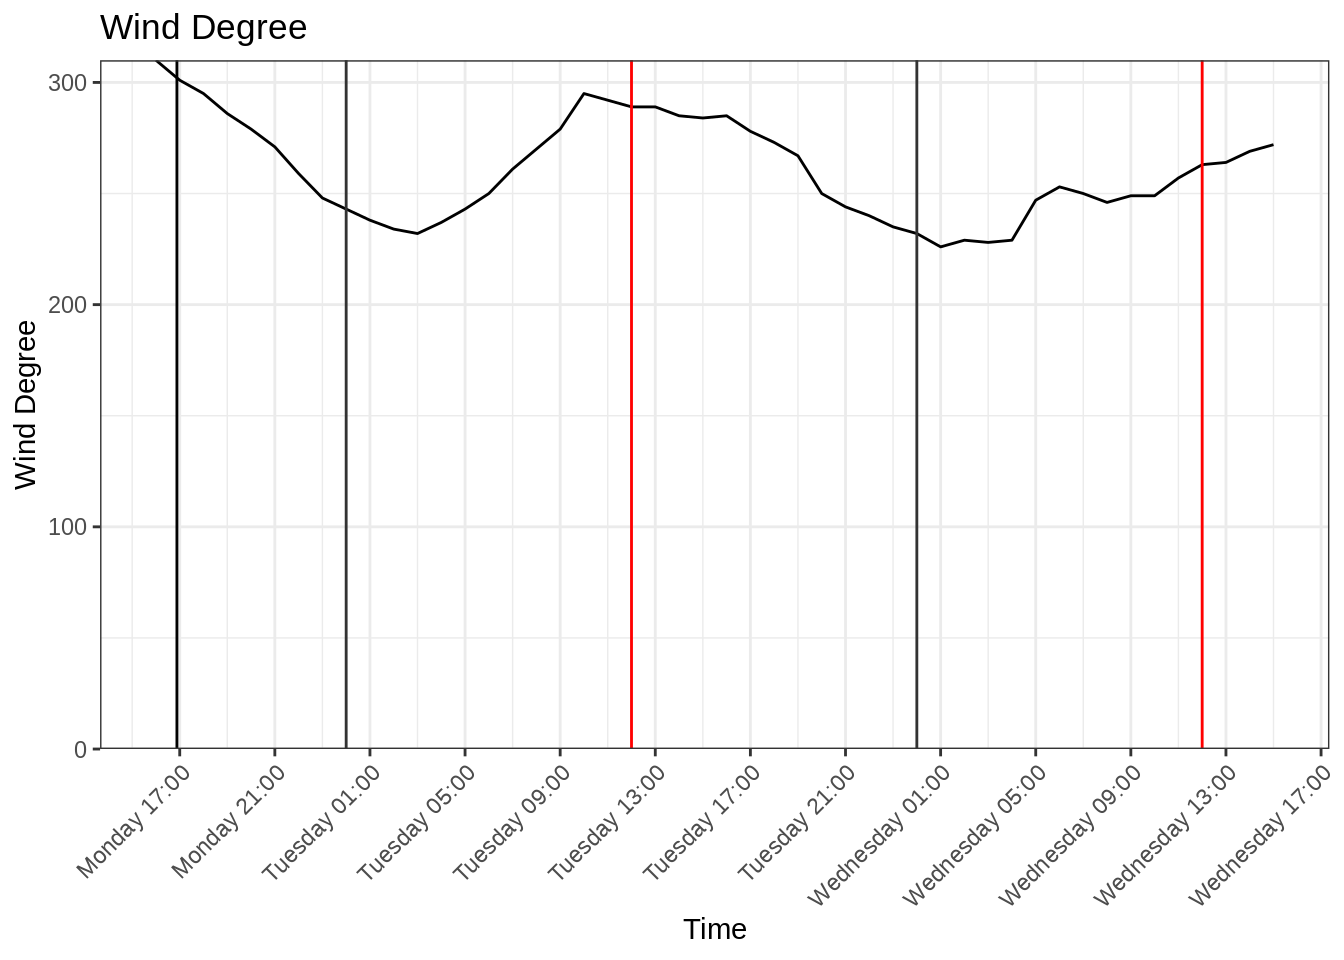 Wind Degree
Wind Degree
300
200
100
0
Monday 17:00
Monday 21:00
Tuesday 01:00
Tuesday 05:00
Tuesday 09:00
Tuesday 13:00
Tuesday 17:00
Tuesday 21:00
Wednesday 01:00
Wednesday 05:00
Wednesday 09:00
Wednesday 13:00
Wednesday 17:00
Time